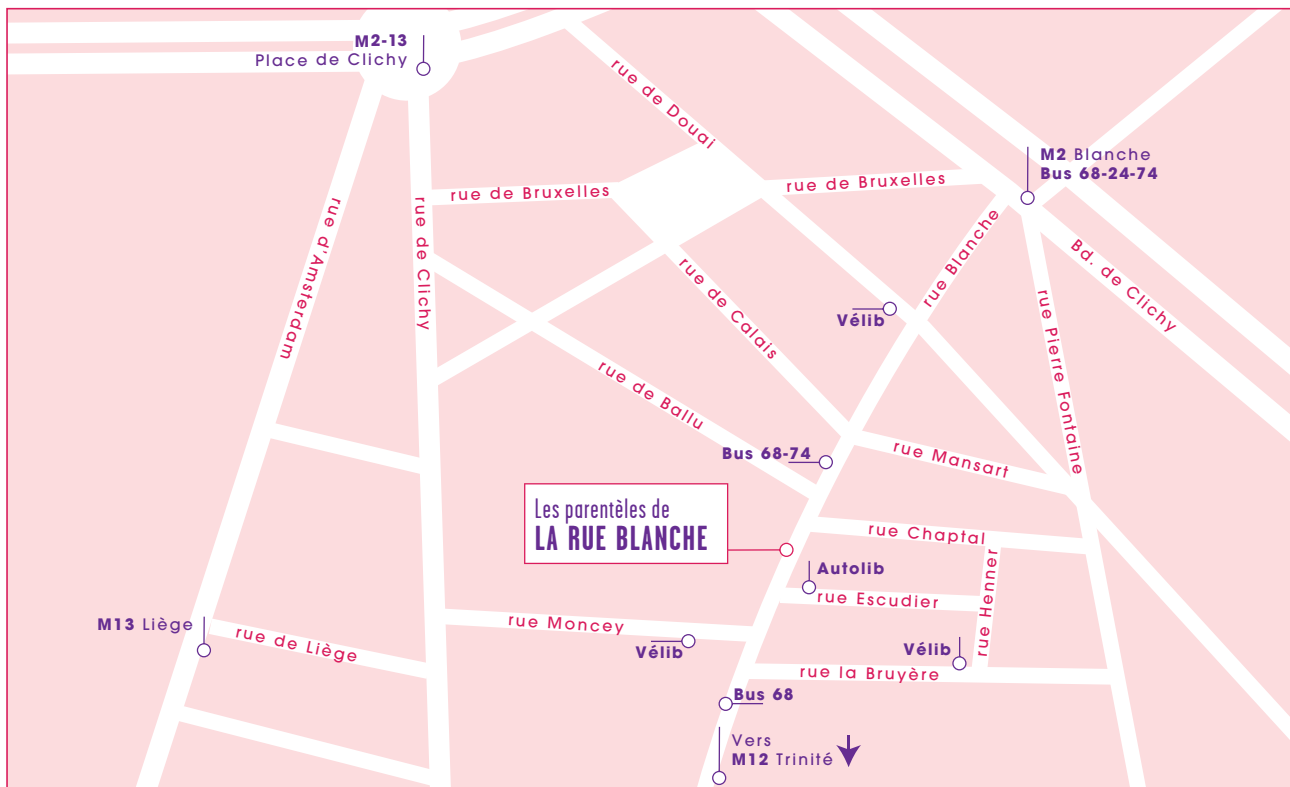 M2-13
Place de Clichy
rue de Douai
M2 Blanche
Bus 68-24-74
rue de Bruxelles
rue de Bruxelles
rue d'Amsterdam
rue de Clichy
rue Blanche
Bd. de Clichy
rue de Calais
Vélib
rue Pierre Fontaine
rue de Ballu
Bus 68-74
rue Mansart
Les parentèles de
LA RUE BLANCHE
rue Chaptal
Autolib
rue Escudier
rue Henner
M13 Liège
rue de Liège
rue Moncey
Vélib
Vélib
rue la Bruyère
Bus 68
Vers
M12 Trinité